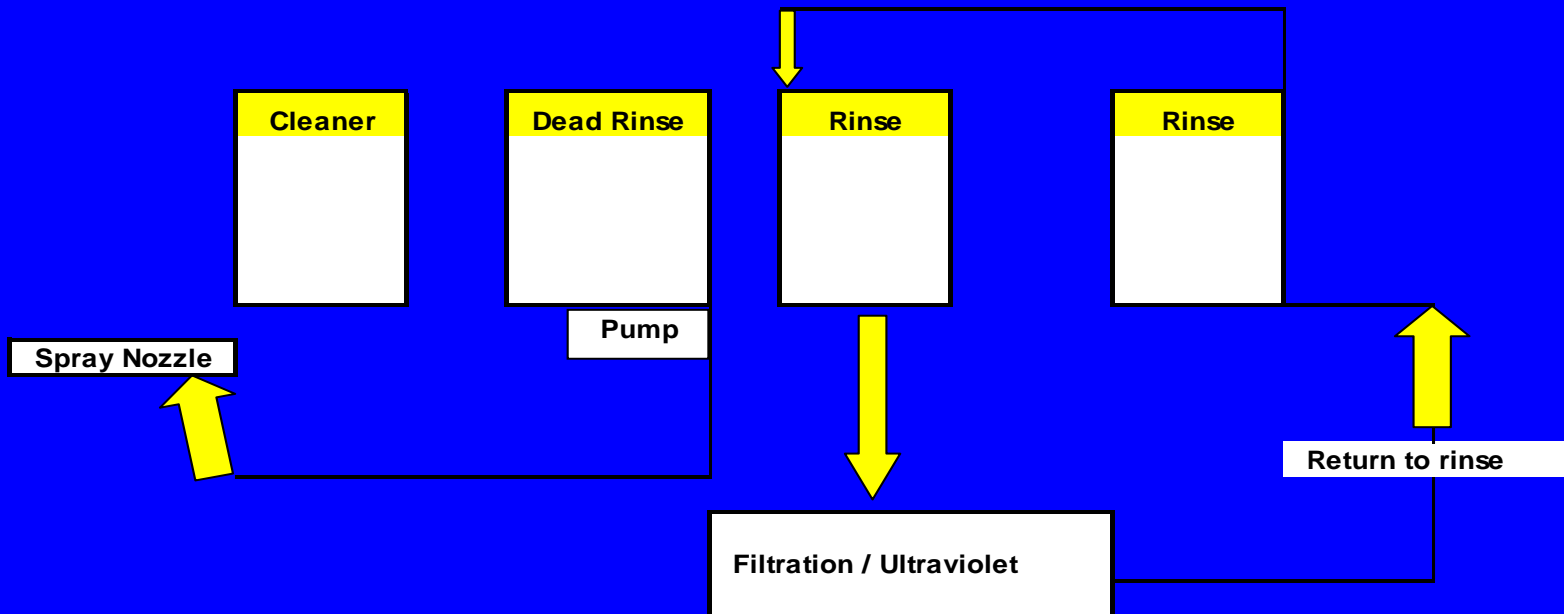 Cleaner
Dead Rinse
Rinse
Rinse
Pump
Spray Nozzle
Return to rinse
Filtration / Ultraviolet